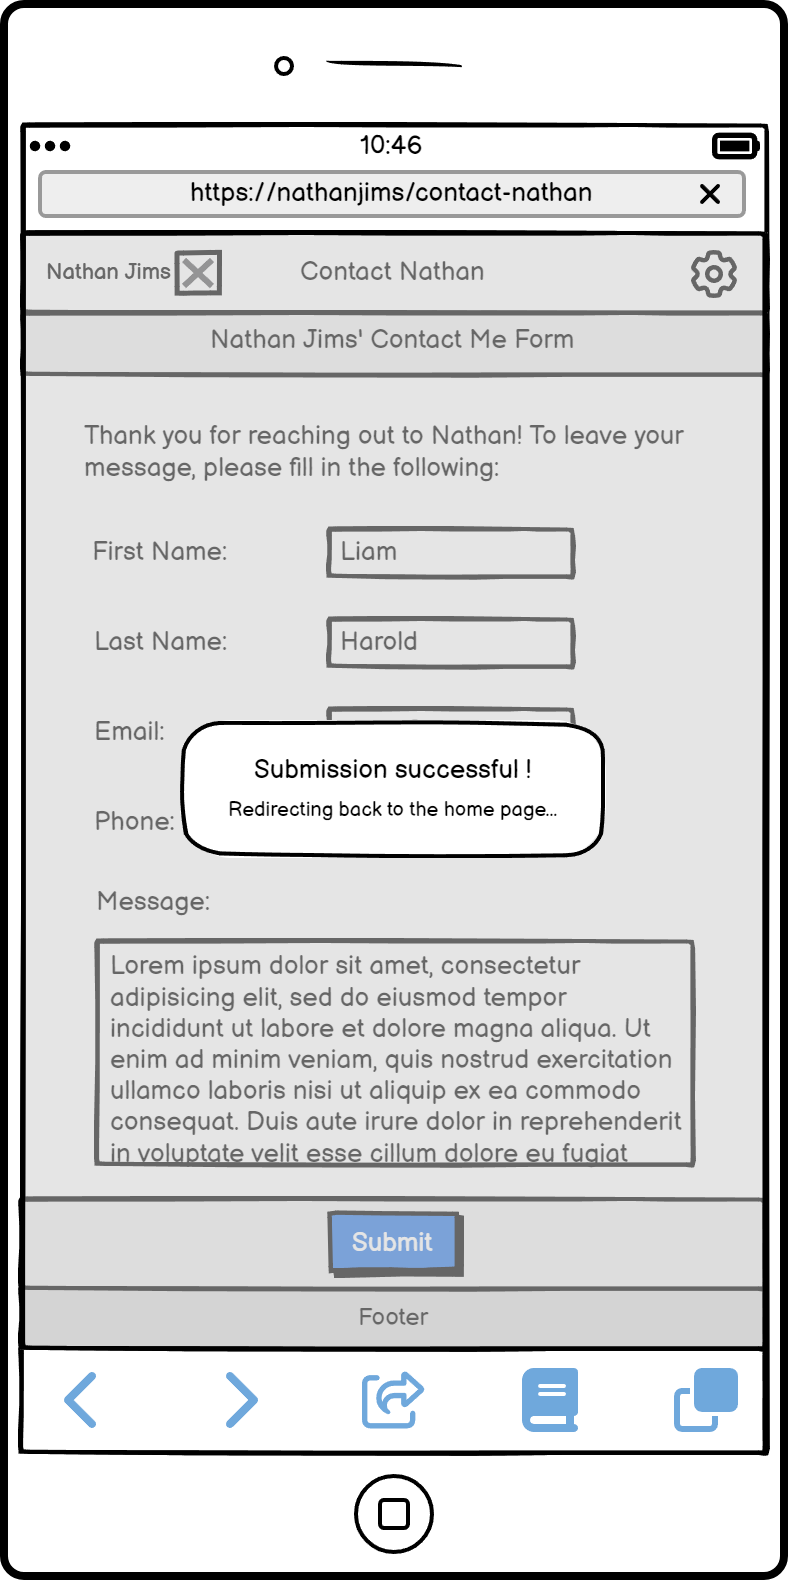 10:46
https://nathanjims/contact-nathan
Nathan Jims
Contact Nathan
Nathan Jims' Contact Me Form
Thank you for reaching out to Nathan! To leave your
message, please fill in the following:
First Name:
Liam
Last Name:
Harold
Email:
Submission successful !
Redirecting back to the home page...
Phone:
Message:
Lorem ipsum dolor sit amet, consectetur
adipisicing elit, sed do eiusmod tempor
incididunt ut labore et dolore magna aliqua. Ut
enim ad minim veniam, quis nostrud exercitation
ullamco laboris nisi ut aliquip ex ea commodo
consequat. Duis aute irure dolor in reprehenderit
in voluptate velit esse cillum dolore eu fugiat
Submit
Footer